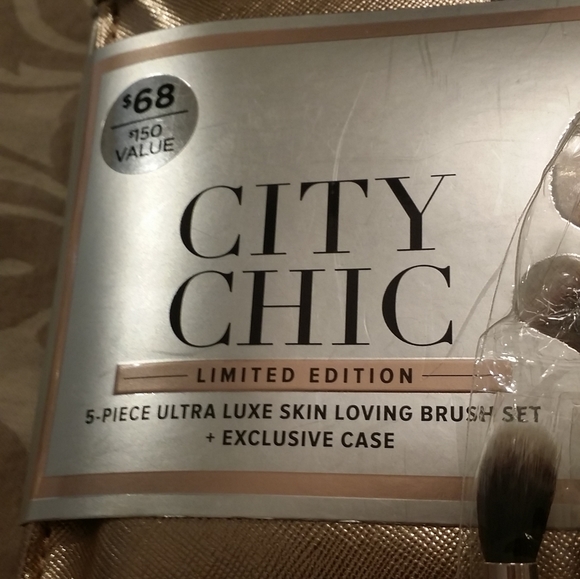 $68
$150
VALUE
CITY
CHIC
LIMITED EDITION
5-PIECE ULTRA LUXE SKIN LOVING BRUSH SET
+ EXCLUSIVE CASE